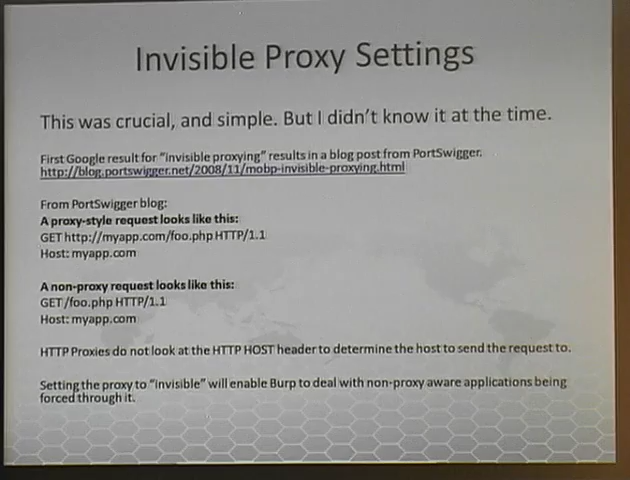 Invisible Proxy Settings
This was crucial, and simple. But I didn't know it at the time.
First Google result for "invisible proxying" results in a blog post from PortSwigger.
http://blog.portswigger.net/2008/11/mobp-invisible-proxying.html
From PortSwigger blog:
A proxy-style request looks like this:
GET http://myapp.com/foo.php HTTP/1.1
Host: myapp.com
A non-proxy request looks like this:
GET /foo.php HTTP/1.1
Host: myapp.com
HTTP Proxies do not look at the HTTP HOST header to determine the host to send the request to.
Setting the proxy to "invisible" will enable Burp to deal with non-proxy aware applications being
forced through it.